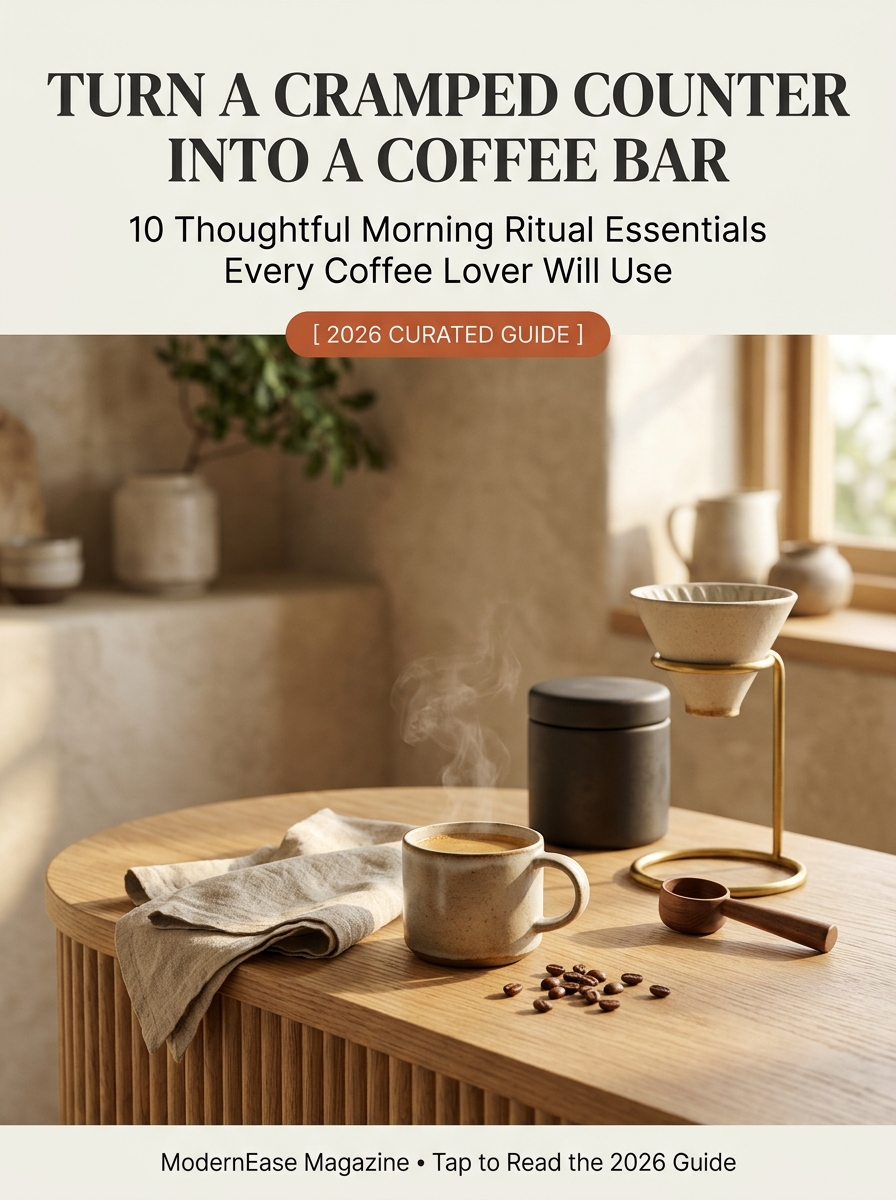 TURN A CRAMPED COUNTER
INTO A COFFEE BAR
10 Thoughtful Morning Ritual Essentials
Every Coffee Lover Will Use
[ 2026 CURATED GUIDE ]
ModernEase Magazine • Tap to Read the 2026 Guide